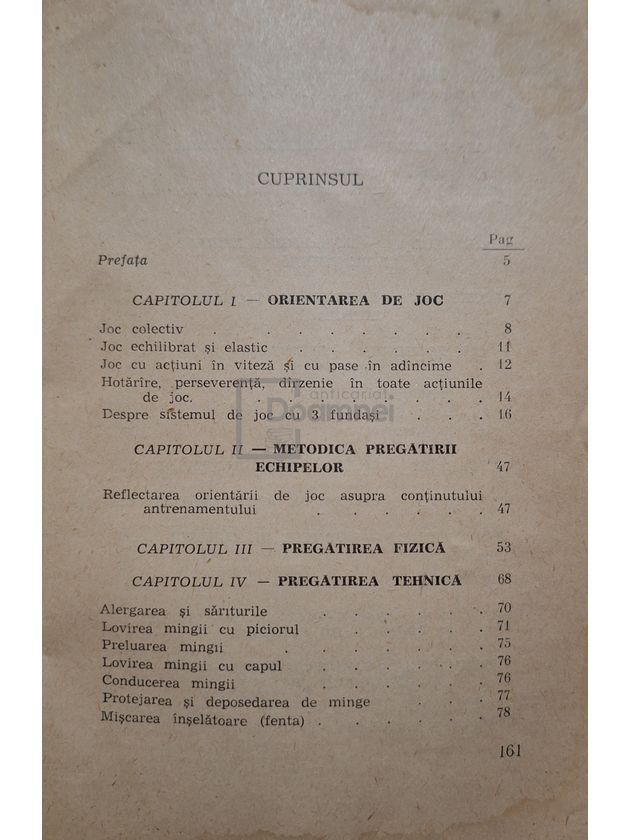 CUPRINSUL
Pag
Prefața 5
CAPITOLUL I — ORIENTAREA DE JOC 7
Joc colectiv . . . . . . . . 8
Joc echilibrat și elastic . . . . . . 11
Joc cu acțiuni în viteză și cu pase în adîncime . 12
Hotărîre, perseverență, dîrzenie în toate acțiunile
de joc. . . . . . . . . 14
Despre sistemul de joc cu 3 fundași . . . 16
anticariat
CAPITOLUL II — METODICA PREGĂTIRII
ECHIPELOR 47
Reflectarea orientării de joc asupra conținutului
antrenamentului . . . . . . 47
CAPITOLUL III — PREGĂTIREA FIZICĂ 53
CAPITOLUL IV — PREGĂTIREA TEHNICĂ 68
Alergarea și săriturile . . . . . 70
Lovirea mingii cu piciorul . . . . 71
Preluarea mingii . . . . . . 75
Lovirea mingii cu capul . . . . . 76
Conducerea mingii . . . . . 76
Protejarea și deposedarea de minge . . . 77
Mișcarea înșelătoare (fenta) . . . . . 78
161